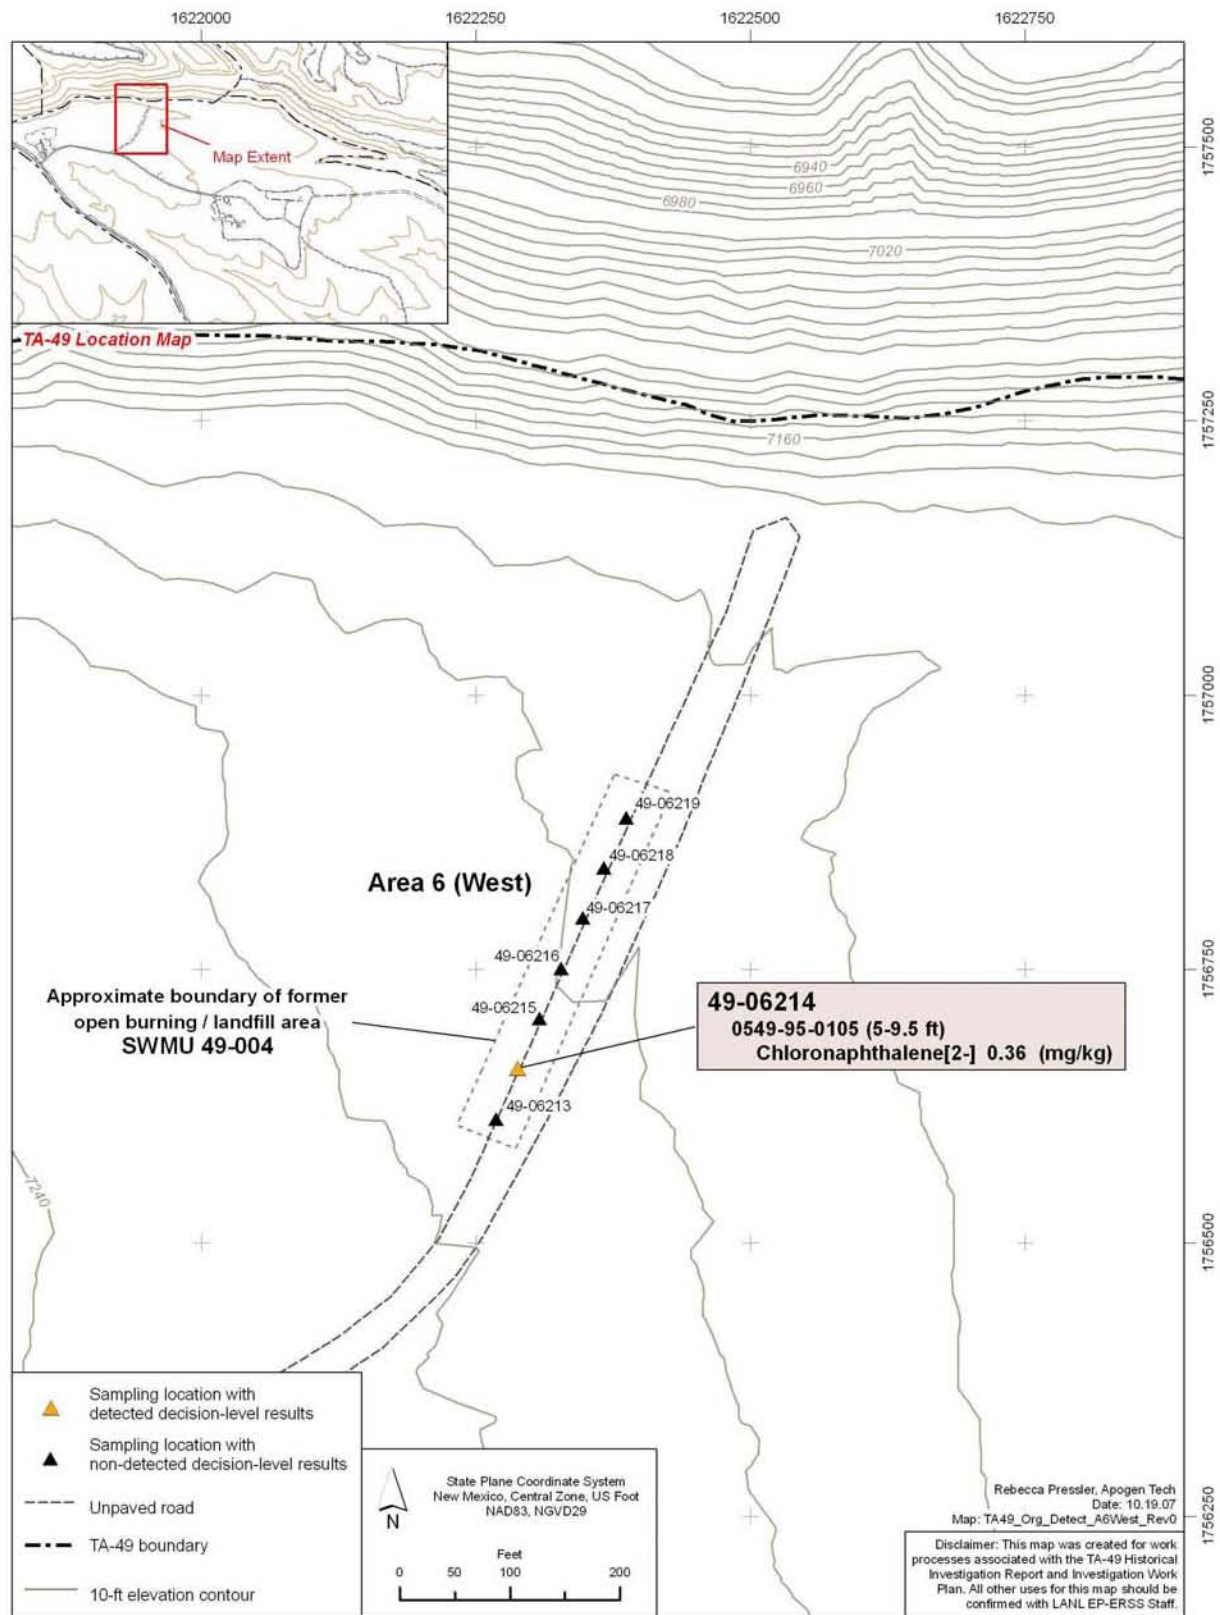 1622000
1622250
1622500
1622750
Map Extent
TA-49 Location Map
6940
6960
6980
7020
7160
1757500
1757250
1757000
49-06219
49-06218
Area 6 (West)
49-06217
49-06216
1756750
Approximate boundary of former
open burning / landfill area
SWMU 49-004
49-06215
49-06214
0549-95-0105 (5-9.5 ft)
Chloronaphthalene[2-] 0.36 (mg/kg)
49-06213
7240
1756500
1756250
Sampling location with
detected decision-level results
Sampling location with
non-detected decision-level results
Unpaved road
TA-49 boundary
10-ft elevation contour
N
State Plane Coordinate System
New Mexico, Central Zone, US Foot
NAD83, NGVD29
Feet
0 50 100 200
Rebecca Pressler, Apogen Tech
Date: 10.19.07
Map: TA49_Org_Detect_A6West_Rev0
Disclaimer: This map was created for work
processes associated with the TA-49 Historical
Investigation Report and Investigation Work
Plan. All other uses for this map should be
confirmed with LANL EP-ERSS Staff.